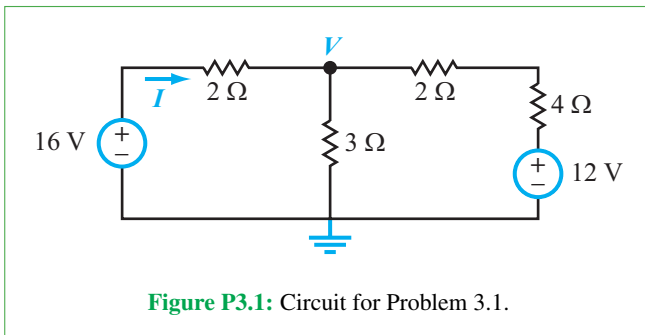 V
I
2 Ω
2 Ω
4 Ω
16 V
+
−
3 Ω
+
−
12 V
Figure P3.1: Circuit for Problem 3.1.